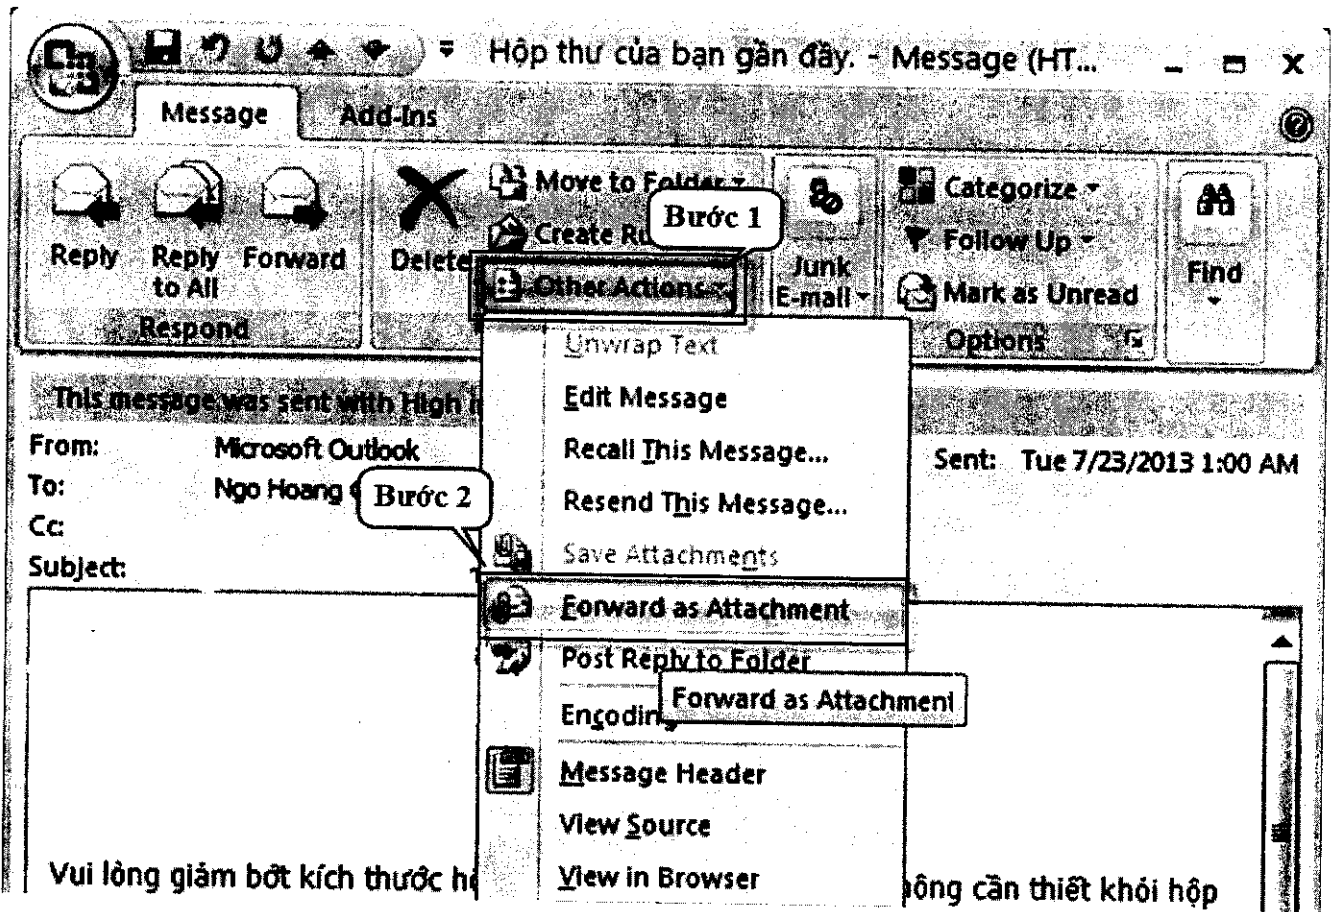 Hộp thư của bạn gần đầy. - Message (HT...
Message Add-Ins
Move to Folder
Categorize
Bước 1
Create Ru
Follow Up
Reply Reply to All Forward Delete
Other Actions
Junk E-mail
Mark as Unread
Find
Respond
Options
Unwrap Text
This message was sent with High
Edit Message
From: Microsoft Outlook
Recall This Message...
Sent: Tue 7/23/2013 1:00 AM
To: Ngo Hoang
Bước 2
Resend This Message...
Cc:
Save Attachments
Subject:
Forward as Attachment
Post Reply to Folder
Forward as Attachment
Encoding
Message Header
View Source
View in Browser
Vui lòng giảm bớt kích thước hộ
hông cần thiết khỏi hộp